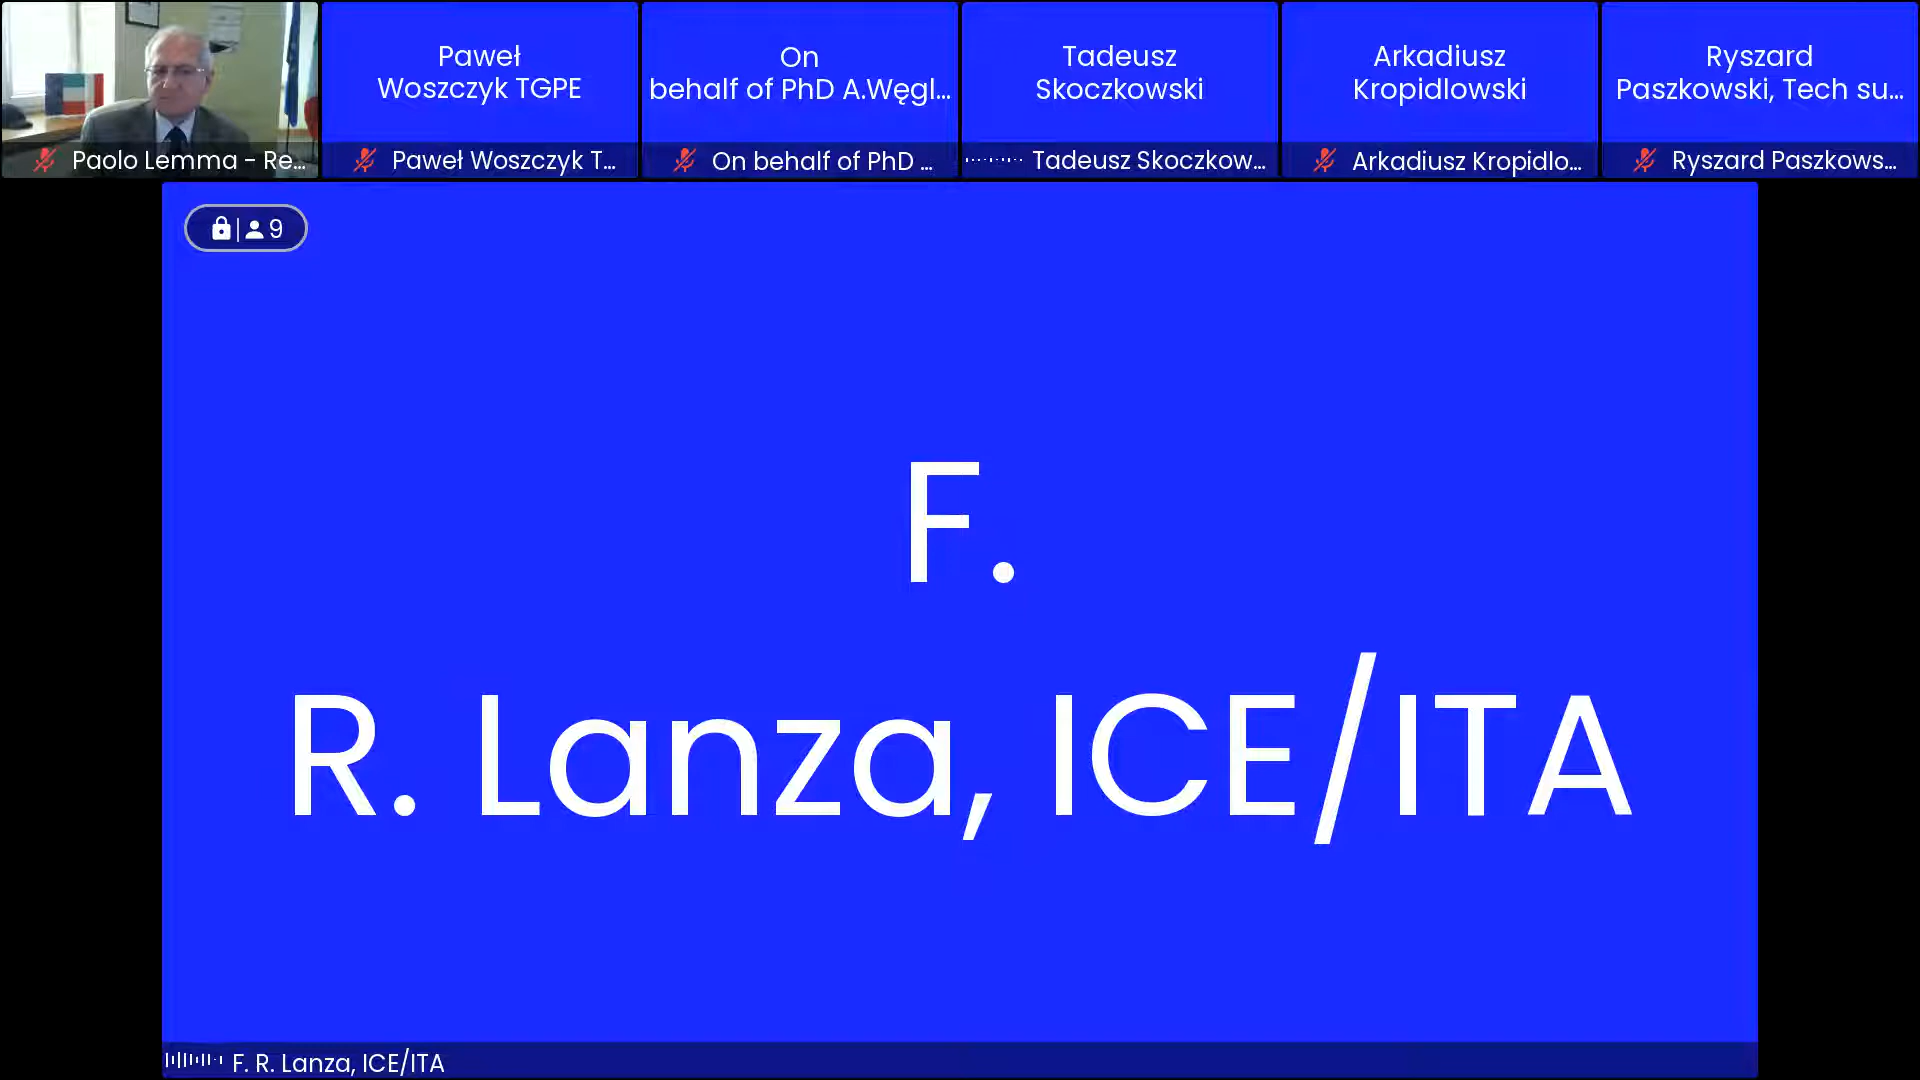 Paolo Lemma - Re...
Paweł
Woszczyk TGPE
Paweł Woszczyk T...
On
behalf of PhD A.Węgl...
On behalf of PhD ...
Tadeusz
Skoczkowski
Tadeusz Skoczkow...
Arkadiusz
Kropidlowski
Arkadiusz Kropidlo...
Ryszard
Paszkowski, Tech su...
Ryszard Paszkows...
9
F.
R. Lanza, ICE/ITA
F. R. Lanza, ICE/ITA